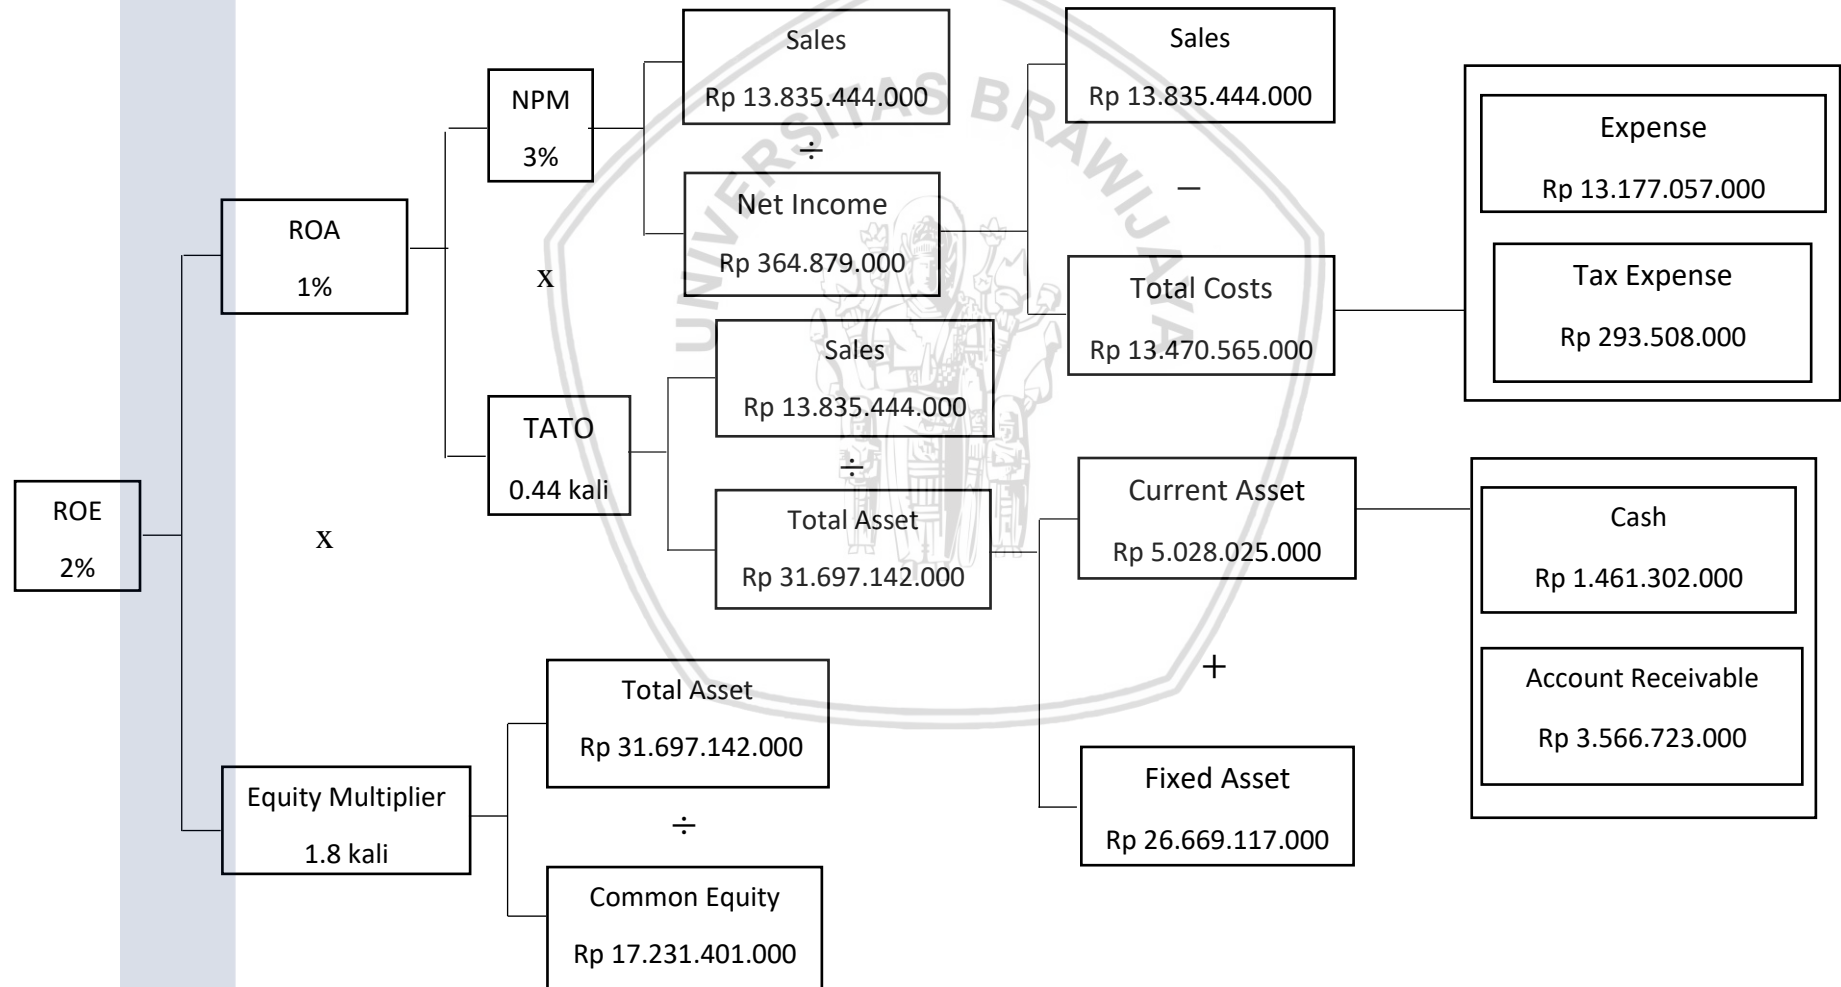 Sales
Rp 13.835.444.000
÷
Net Income
Rp 364.879.000
Sales
Rp 13.835.444.000
–
Total Costs
Rp 13.470.565.000
Expense
Rp 13.177.057.000
Tax Expense
Rp 293.508.000
NPM
3%
ROA
1%
x
TATO
0.44 kali
Sales
Rp 13.835.444.000
÷
Total Asset
Rp 31.697.142.000
Current Asset
Rp 5.028.025.000
+
Fixed Asset
Rp 26.669.117.000
Cash
Rp 1.461.302.000
Account Receivable
Rp 3.566.723.000
ROE
2%
x
Equity Multiplier
1.8 kali
Total Asset
Rp 31.697.142.000
÷
Common Equity
Rp 17.231.401.000
UNIVERSITAS BRAWIJAYA